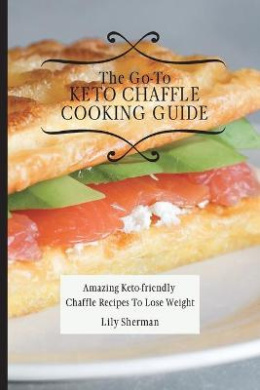 The Go-To
KETO CHAFFLE
COOKING GUIDE
Amazing Keto-friendly
Chaffle Recipes To Lose Weight
Lily Sherman